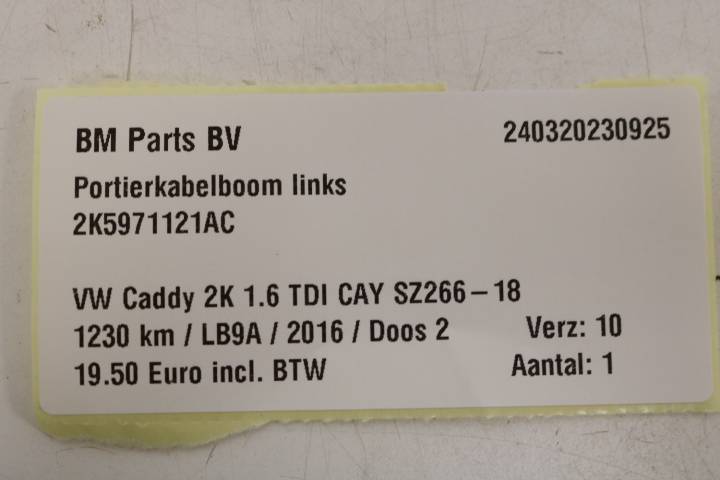 BM Parts BV 240320230925
Portierkabelboom links
2K5971121AC
VW Caddy 2K 1.6 TDI CAY SZ266-18
1230 km / LB9A / 2016 / Doos 2 Verz: 10
19.50 Euro incl. BTW Aantal: 1